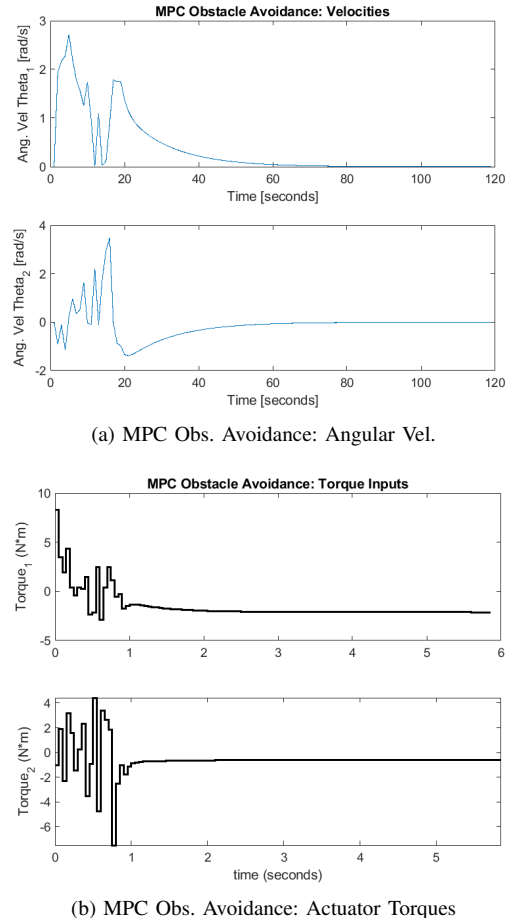 MPC Obstacle Avoidance: Velocities
3
2
1
0
Ang. Vel Theta1 [rad/s]
0 20 40 60 80 100 120
Time [seconds]
4
2
0
-2
Ang. Vel Theta2 [rad/s]
0 20 40 60 80 100 120
Time [seconds]
(a) MPC Obs. Avoidance: Angular Vel.
MPC Obstacle Avoidance: Torque Inputs
10
5
0
-5
Torque1 (N*m)
0 1 2 3 4 5 6
4
2
0
-2
-4
-6
Torque2 (N*m)
0 1 2 3 4 5
time (seconds)
(b) MPC Obs. Avoidance: Actuator Torques